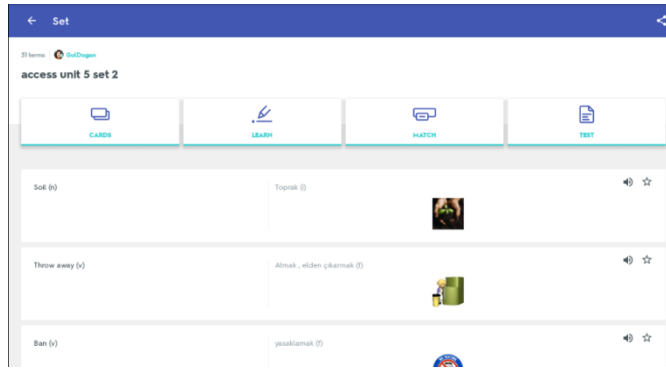 Set
31 terms GolDogan
access unit 5 set 2
CARDS LEARN MATCH TEST
Soil (n) Toprak (i)
Throw away (v) Atmak , elden çıkarmak (f)
Ban (v) yasaklamak (f)